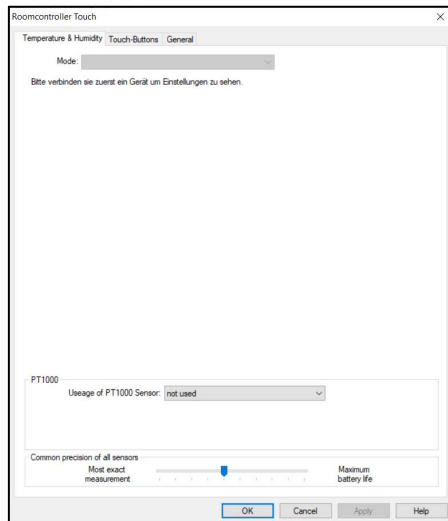 Roomcontroller Touch
Temperature & Humidity Touch-Buttons General
Mode:
Bitte verbinden sie zuerst ein Gerät um Einstellungen zu sehen.
PT1000
Useage of PT1000 Sensor: not used
Common precision of all sensors
Most exact measurement
Maximum battery life
OK Cancel Apply Help